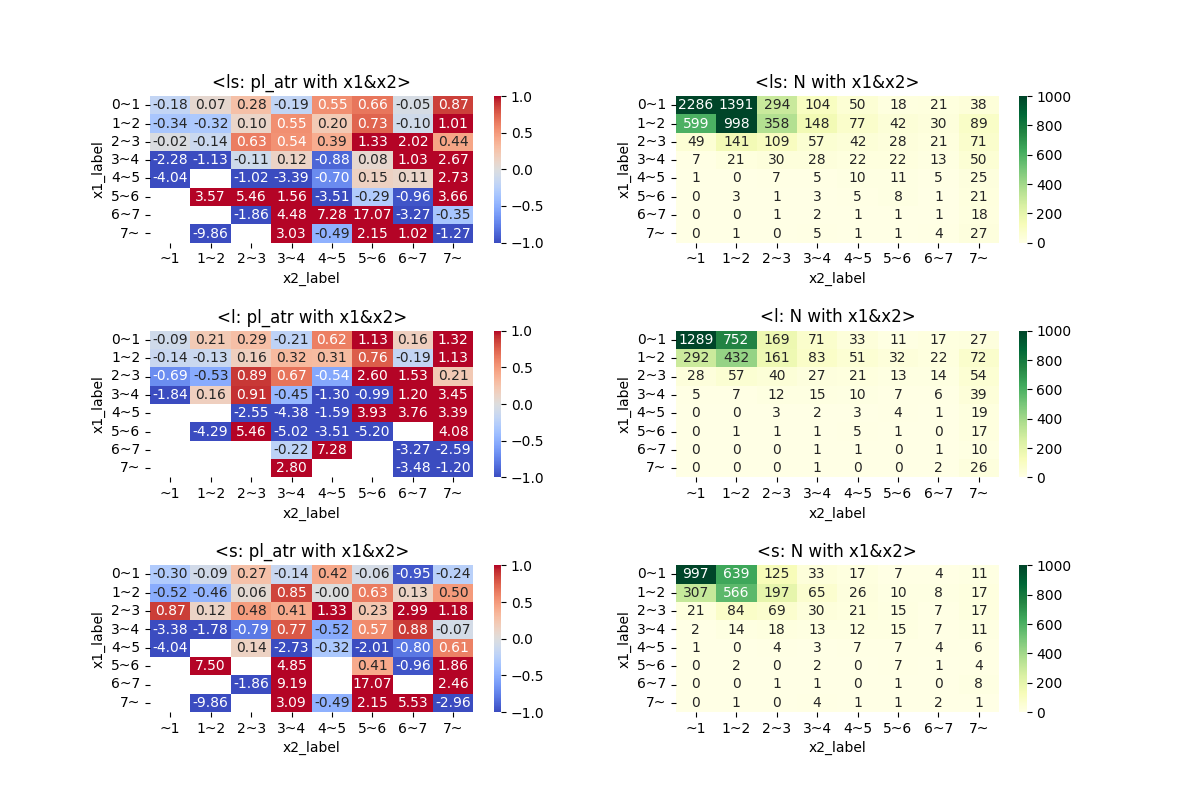 <ls: pl_atr with x1&x2>
x1_label
0~1 -0.18 0.07 0.28 -0.19 0.55 0.66 -0.05 0.87
1~2 -0.34 -0.32 0.10 0.55 0.20 0.73 -0.10 1.01
2~3 -0.02 -0.14 0.63 0.54 0.39 1.33 2.02 0.44
3~4 -2.28 -1.13 -0.11 0.12 -0.88 0.08 1.03 2.67
4~5 -4.04 -1.02 -3.39 -0.70 0.15 0.11 2.73
5~6 3.57 5.46 1.56 -3.51 -0.29 -0.96 3.66
6~7 -1.86 4.48 7.28 17.07 -3.27 -0.35
7~ -9.86 3.03 -0.49 2.15 1.02 -1.27
~1 1~2 2~3 3~4 4~5 5~6 6~7 7~
x2_label
1.0
0.5
0.0
−0.5
−1.0
<ls: N with x1&x2>
x1_label
0~1 2286 1391 294 104 50 18 21 38
1~2 599 998 358 148 77 42 30 89
2~3 49 141 109 57 42 28 21 71
3~4 7 21 30 28 22 22 13 50
4~5 1 0 7 5 10 11 5 25
5~6 0 3 1 3 5 8 1 21
6~7 0 0 1 2 1 1 1 18
7~ 0 1 0 5 1 1 4 27
~1 1~2 2~3 3~4 4~5 5~6 6~7 7~
x2_label
1000
800
600
400
200
0
<l: pl_atr with x1&x2>
x1_label
0~1 -0.09 0.21 0.29 -0.21 0.62 1.13 0.16 1.32
1~2 -0.14 -0.13 0.16 0.32 0.31 0.76 -0.19 1.13
2~3 -0.69 -0.53 0.89 0.67 -0.54 2.60 1.53 0.21
3~4 -1.84 0.16 0.91 -0.45 -1.30 -0.99 1.20 3.45
4~5 -2.55 -4.38 -1.59 3.93 3.76 3.39
5~6 -4.29 5.46 -5.02 -3.51 -5.20 4.08
6~7 -0.22 7.28 -3.27 -2.59
7~ 2.80 -3.48 -1.20
~1 1~2 2~3 3~4 4~5 5~6 6~7 7~
x2_label
1.0
0.5
0.0
−0.5
−1.0
<l: N with x1&x2>
x1_label
0~1 1289 752 169 71 33 11 17 27
1~2 292 432 161 83 51 32 22 72
2~3 28 57 40 27 21 13 14 54
3~4 5 7 12 15 10 7 6 39
4~5 0 0 3 2 3 4 1 19
5~6 0 1 1 1 5 1 0 17
6~7 0 0 0 1 1 0 1 10
7~ 0 0 0 1 0 0 2 26
~1 1~2 2~3 3~4 4~5 5~6 6~7 7~
x2_label
1000
800
600
400
200
0
<s: pl_atr with x1&x2>
x1_label
0~1 -0.30 -0.09 0.27 -0.14 0.42 -0.06 -0.95 -0.24
1~2 -0.52 -0.46 0.06 0.85 -0.00 0.63 0.13 0.50
2~3 0.87 0.12 0.48 0.41 1.33 0.23 2.99 1.18
3~4 -3.38 -1.78 -0.79 0.77 -0.52 0.57 0.88 -0.07
4~5 -4.04 0.14 -2.73 -0.32 -2.01 -0.80 0.61
5~6 7.50 4.85 0.41 -0.96 1.86
6~7 -1.86 9.19 17.07 2.46
7~ -9.86 3.09 -0.49 2.15 5.53 -2.96
~1 1~2 2~3 3~4 4~5 5~6 6~7 7~
x2_label
1.0
0.5
0.0
−0.5
−1.0
<s: N with x1&x2>
x1_label
0~1 997 639 125 33 17 7 4 11
1~2 307 566 197 65 26 10 8 17
2~3 21 84 69 30 21 15 7 17
3~4 2 14 18 13 12 15 7 11
4~5 1 0 4 3 7 7 4 6
5~6 0 2 0 2 0 7 1 4
6~7 0 0 1 1 0 1 0 8
7~ 0 1 0 4 1 1 2 1
~1 1~2 2~3 3~4 4~5 5~6 6~7 7~
x2_label
1000
800
600
400
200
0